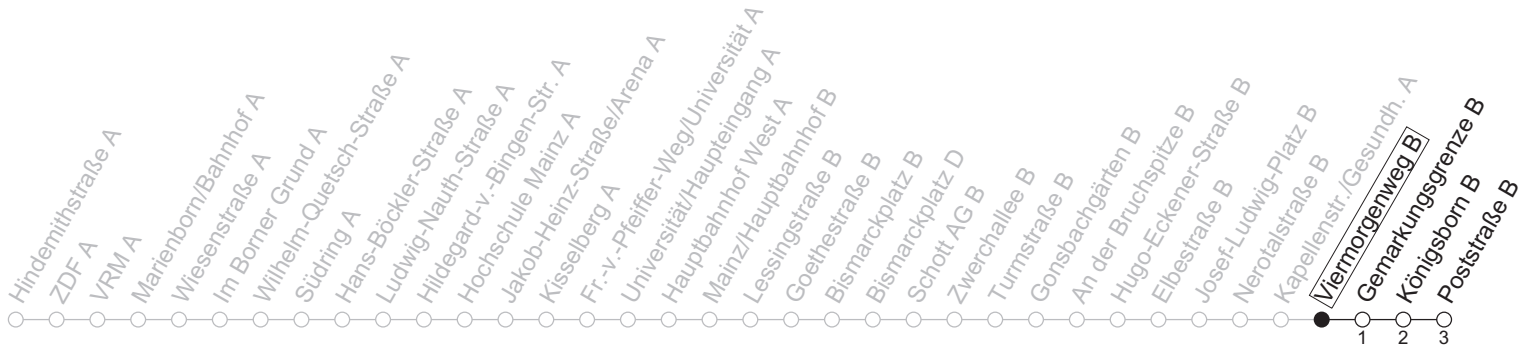 Hindemithstraße A
ZDF A
VRM A
Marienborn/Bahnhof A
Wiesenstraße A
Im Borner Grund A
Wilhelm-Quetsch-Straße A
Südring A
Hans-Böckler-Straße A
Ludwig-Nauth-Straße A
Hildegard-v.-Bingen-Str. A
Hochschule Mainz A
Jakob-Heinz-Straße/Arena A
Kisselberg A
Fr.-v.-Pfeiffer-Weg/Universität A
Universität/Haupteingang A
Hauptbahnhof West A
Mainz/Hauptbahnhof B
Lessingstraße B
Goethestraße B
Bismarckplatz B
Bismarckplatz D
Schott AG B
Zwerchallee B
Turmstraße B
Gonsbachgärten B
An der Bruchspitze B
Hugo-Eckener-Straße B
Elbestraße B
Josef-Ludwig-Platz B
Nerotalstraße B
Kapellenstr./Gesundh. A
Viermorgenweg B
Gemarkungsgrenze B
Königsborn B
Poststraße B
1 2 3